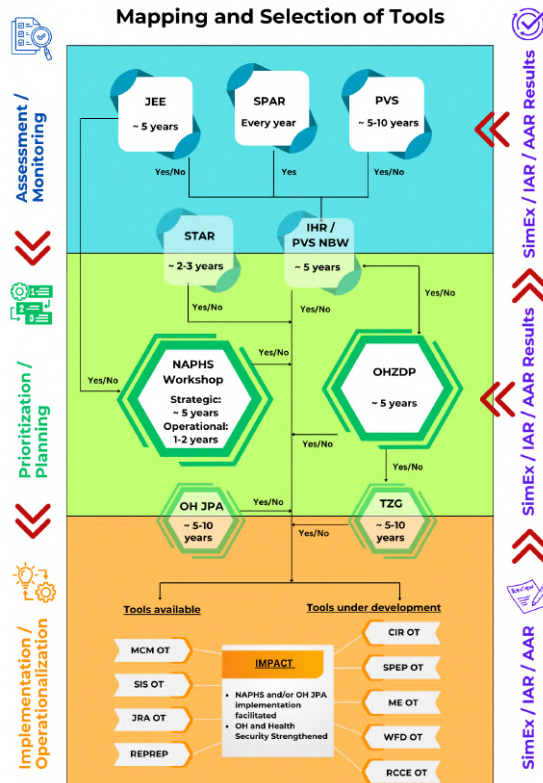 Mapping and Selection of Tools
Assessment /
Monitoring
Prioritization /
Planning
Implementation /
Operationalization
JEE
~ 5 years
SPAR
Every year
PVS
~ 5-10 years
Yes/No
Yes
Yes/No
STAR
~ 2-3 years
IHR /
PVS NBW
~ 5 years
Yes/No
Yes/No
Yes/No
NAPHS
Workshop
Strategic:
~ 5 years
Operational:
1-2 years
Yes/No
Yes/No
OHZDP
~ 5 years
Yes/No
Yes/No
OH JPA
~ 5-10
years
Yes/No
TZG
~ 5-10
years
Yes/No
Tools available
Tools under development
MCM OT
SIS OT
JRA OT
REPREP
IMPACT
• NAPHS and/or OH JPA
implementation
facilitated
• OH and Health
Security Strengthened
CIR OT
SPEP OT
ME OT
WFD OT
RCCE OT
SimEx / IAR / AAR Results
SimEx / IAR / AAR Results
SimEx / IAR / AAR
1
2
3